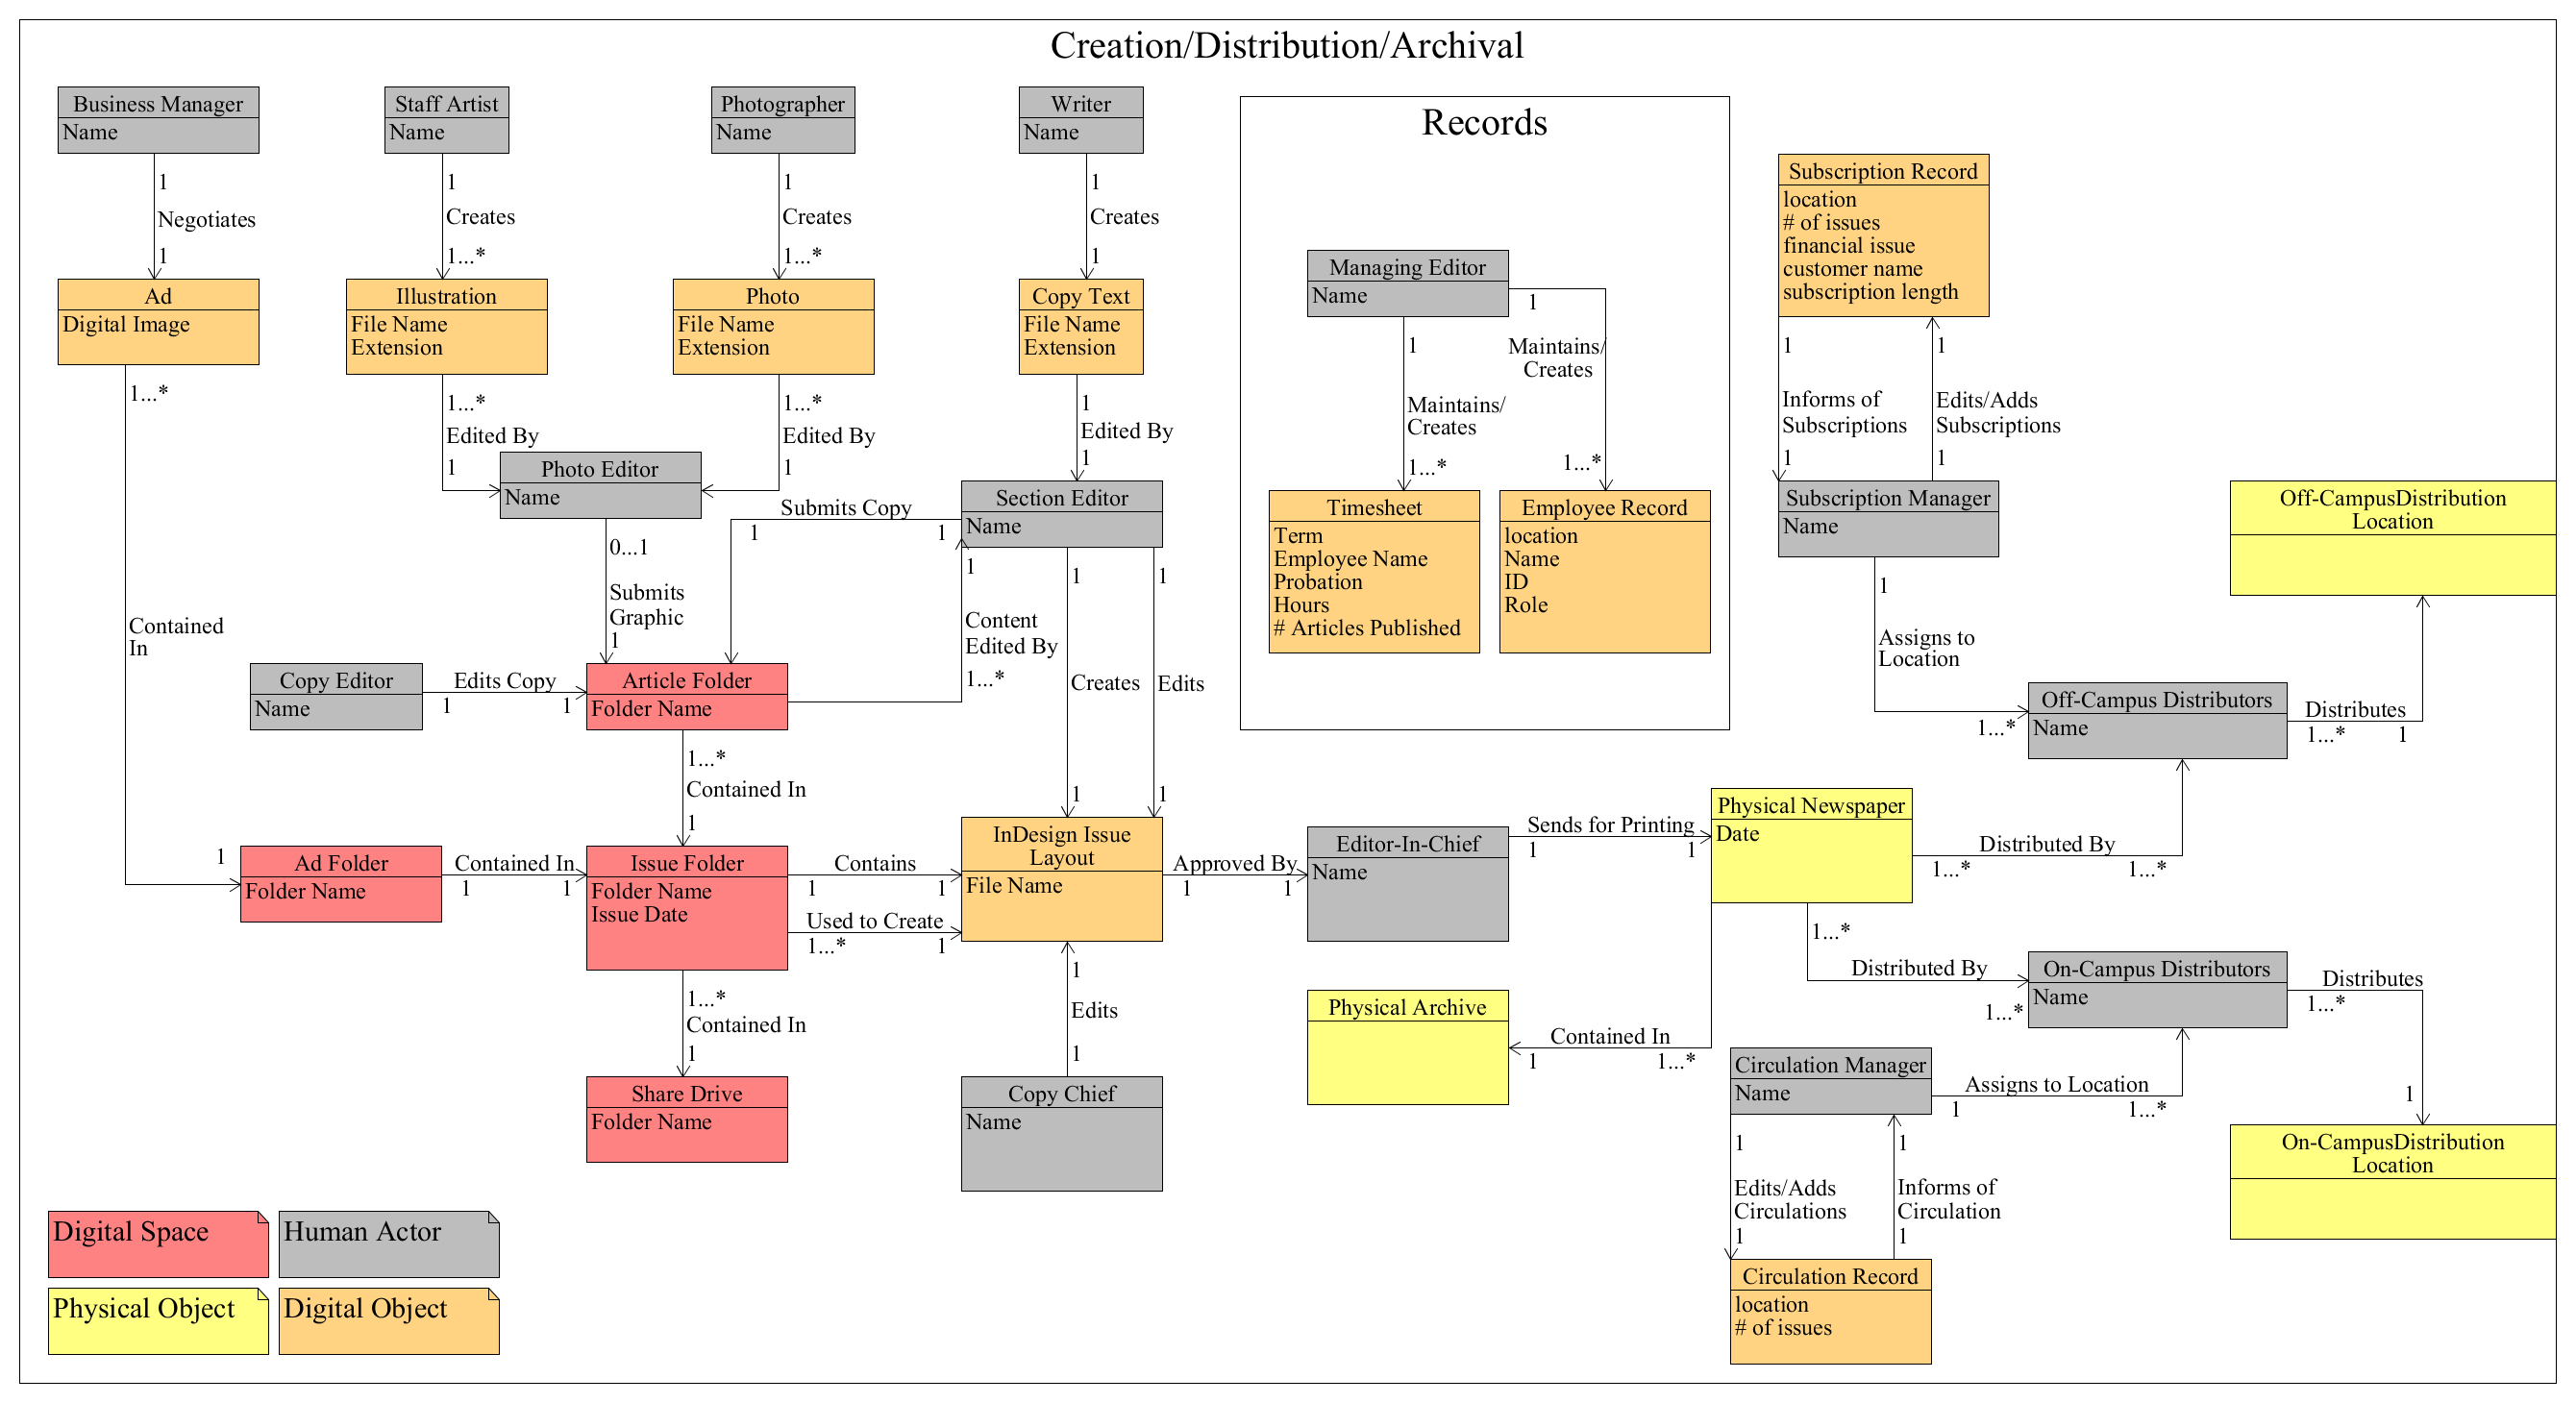 Creation/Distribution/Archival
Business Manager
Name
1
Negotiates
1
Ad
Digital Image
1...*
Contained
In
1
Staff Artist
Name
1
Creates
1...*
Illustration
File Name
Extension
1...*
Edited By
1
Photographer
Name
1
Creates
1...*
Photo
File Name
Extension
1...*
Edited By
1
Writer
Name
1
Creates
1
Copy Text
File Name
Extension
1
Edited By
1
Photo Editor
Name
0...1
Submits
Graphic
1
Section Editor
Name
Submits Copy
1
1
1
Content
Edited By
1...*
1
Creates
1
1
Edits
1
Copy Editor
Name
Edits Copy
1
1
Article Folder
Folder Name
1...*
Contained In
1
Ad Folder
Folder Name
Contained In
1
1
Issue Folder
Folder Name
Issue Date
Contains
1
1
Used to Create
1...*
1
1...*
Contained In
1
Share Drive
Folder Name
InDesign Issue
Layout
File Name
Approved By
1
1
1
Edits
1
Copy Chief
Name
Records
Managing Editor
Name
1
Maintains/
Creates
1...*
1
Maintains/
Creates
1...*
Timesheet
Term
Employee Name
Probation
Hours
# Articles Published
Employee Record
location
Name
ID
Role
Subscription Record
location
# of issues
financial issue
customer name
subscription length
1
Informs of
Subscriptions
1
1
Edits/Adds
Subscriptions
1
Subscription Manager
Name
1
Assigns to
Location
1...*
Off-CampusDistribution
Location
Off-Campus Distributors
Name
Distributes
1...*
1
Editor-In-Chief
Name
Sends for Printing
1
1
Physical Newspaper
Date
Distributed By
1...*
1...*
1...*
Distributed By
1...*
On-Campus Distributors
Name
Distributes
1...*
1
Physical Archive
Contained In
1
1...*
Circulation Manager
Name
Assigns to Location
1
1...*
1
Edits/Adds
Circulations
1
1
Informs of
Circulation
1
On-CampusDistribution
Location
Circulation Record
location
# of issues
Digital Space
Human Actor
Physical Object
Digital Object